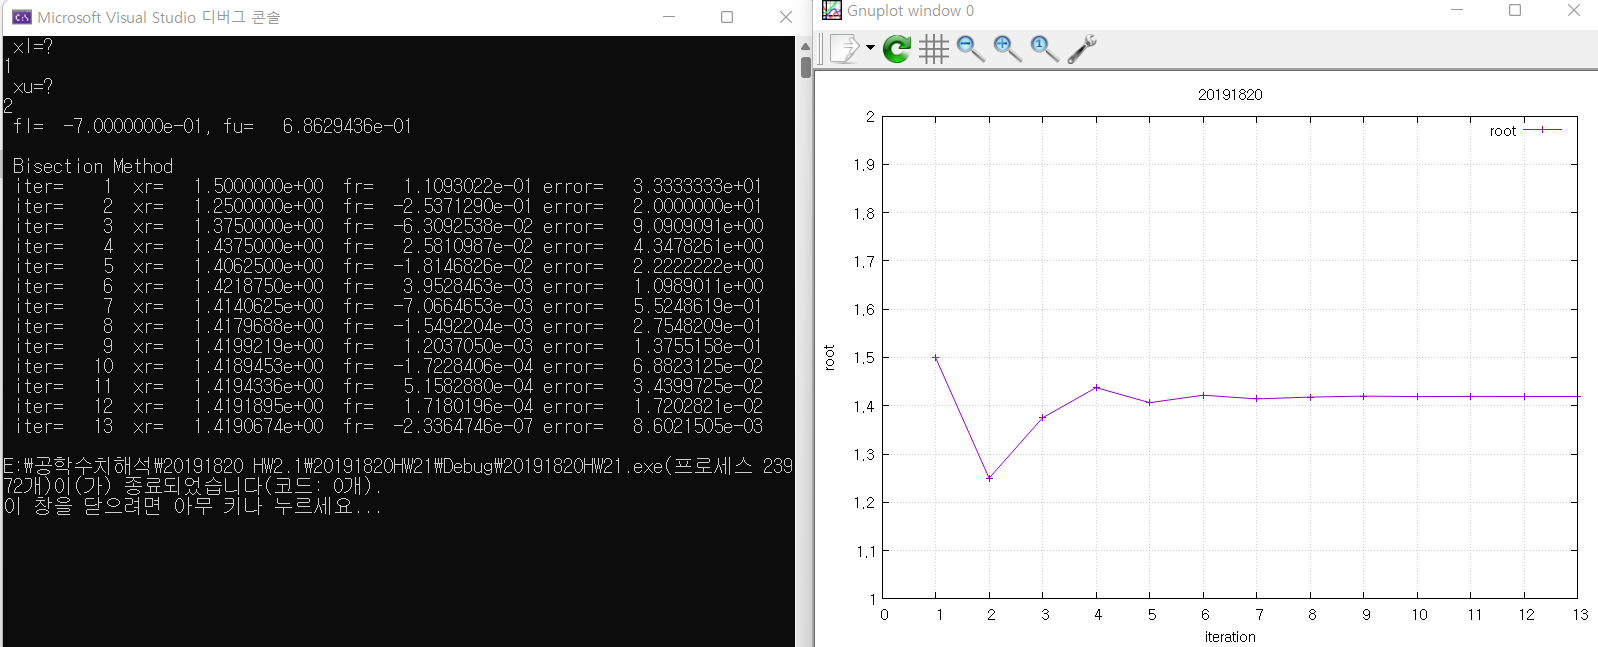 Microsoft Visual Studio 디버그 콘솔
xl=?
1
xu=?
2
fl=  -7.0000000e-01, fu=   6.8629436e-01
Bisection Method
iter=    1  xr=   1.5000000e+00  fr=   1.1093022e-01 error=   3.3333333e+01
iter=    2  xr=   1.2500000e+00  fr=  -2.5371290e-01 error=   2.0000000e+01
iter=    3  xr=   1.3750000e+00  fr=  -6.3092538e-02 error=   9.0909091e+00
iter=    4  xr=   1.4375000e+00  fr=   2.5810987e-02 error=   4.3478261e+00
iter=    5  xr=   1.4062500e+00  fr=  -1.8146826e-02 error=   2.2222222e+00
iter=    6  xr=   1.4218750e+00  fr=   3.9528463e-03 error=   1.0989011e+00
iter=    7  xr=   1.4140625e+00  fr=  -7.0664653e-03 error=   5.5248619e-01
iter=    8  xr=   1.4179688e+00  fr=  -1.5492204e-03 error=   2.7548209e-01
iter=    9  xr=   1.4199219e+00  fr=   1.2037050e-03 error=   1.3755158e-01
iter=   10  xr=   1.4189453e+00  fr=  -1.7228406e-04 error=   6.8823125e-02
iter=   11  xr=   1.4194336e+00  fr=   5.1582880e-04 error=   3.4399725e-02
iter=   12  xr=   1.4191895e+00  fr=   1.7180196e-04 error=   1.7202821e-02
iter=   13  xr=   1.4190674e+00  fr=  -2.3364746e-07 error=   8.6021505e-03
E:\공학수치해석\20191820 HW2.1\20191820HW21\Debug\20191820HW21.exe(프로세스 239
72개)이(가) 종료되었습니다(코드: 0개).
이 창을 닫으려면 아무 키나 누르세요...
Gnuplot window 0
20191820
root
2
1.9
1.8
1.7
1.6
1.5
1.4
1.3
1.2
1.1
1
root
0 1 2 3 4 5 6 7 8 9 10 11 12 13
iteration